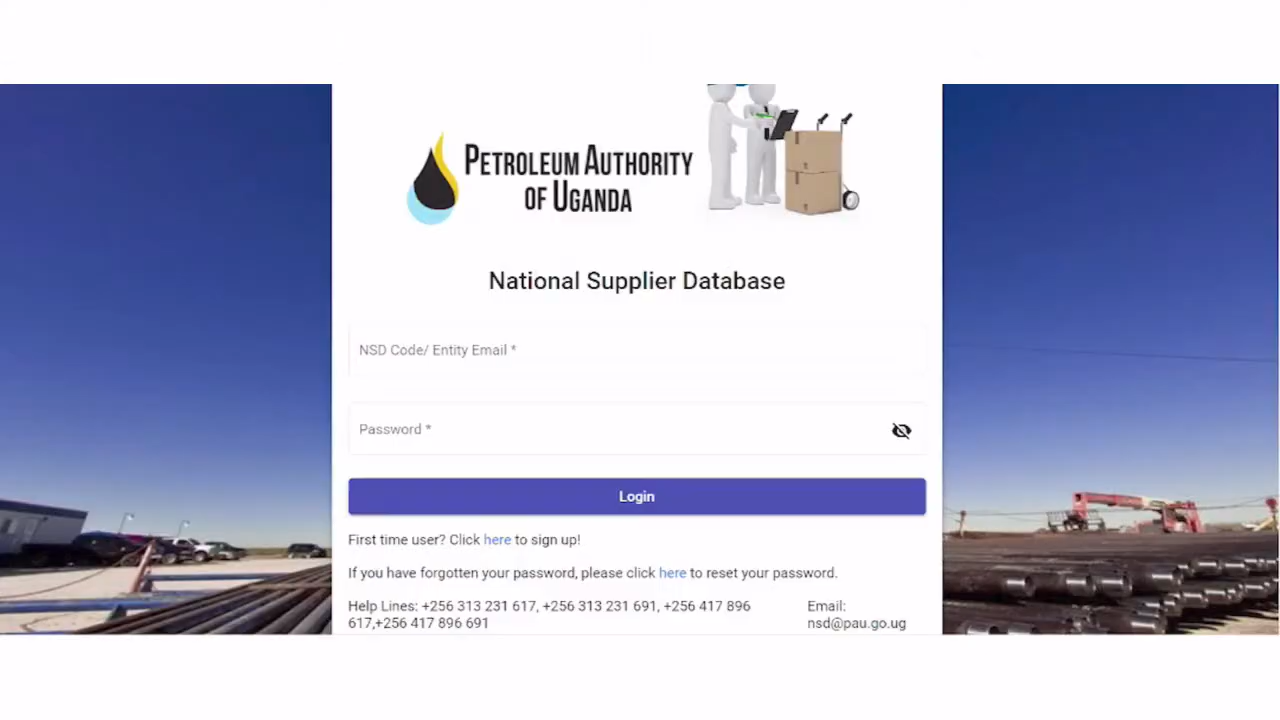 PETROLEUM AUTHORITY
OF UGANDA
National Supplier Database
NSD Code/ Entity Email *
Password *
Login
First time user? Click here to sign up!
If you have forgotten your password, please click here to reset your password.
Help Lines: +256 313 231 617, +256 313 231 691, +256 417 896
617,+256 417 896 691
Email:
nsd@pau.go.ug